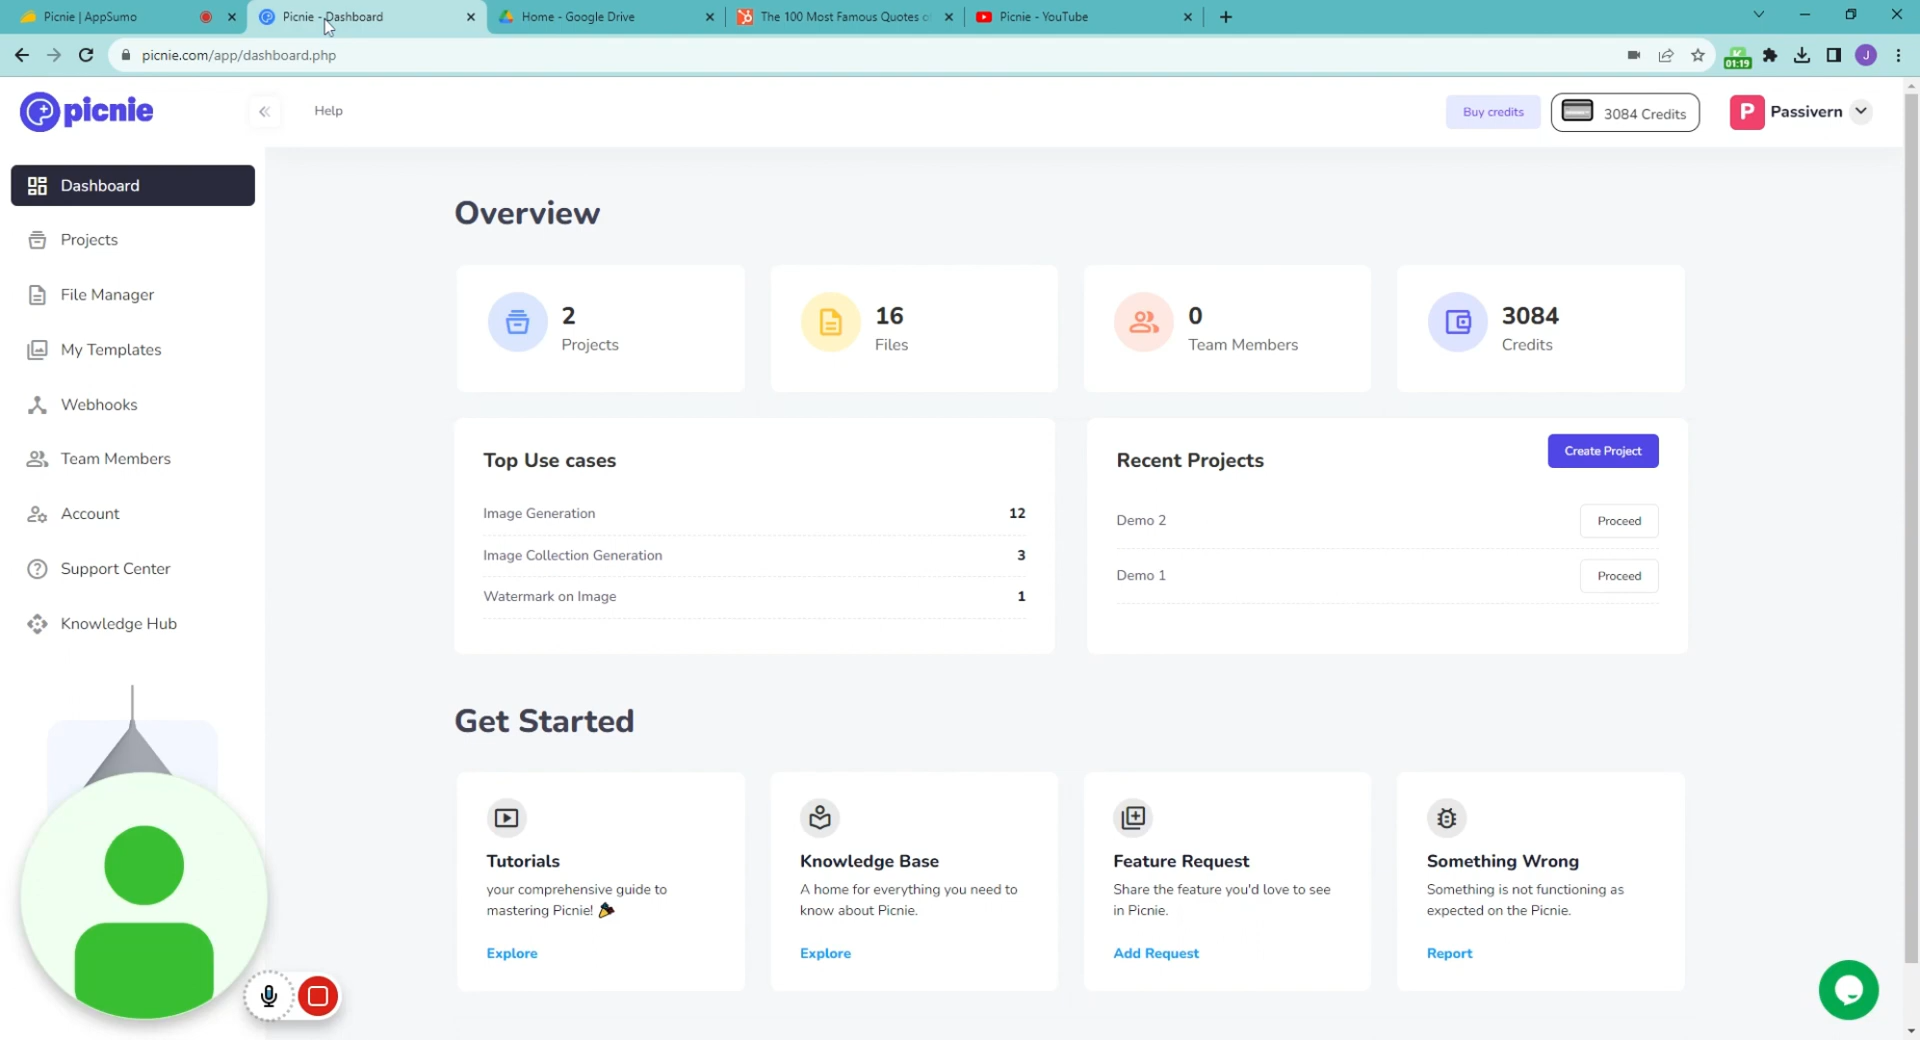 Picnie | AppSumo
Picnie - Dashboard
Home - Google Drive
The 100 Most Famous Quotes o
Picnie - YouTube
picnie.com/app/dashboard.php
01:19
J
picnie
Help
Buy credits
3084 Credits
P
Passivern
Dashboard
Projects
File Manager
My Templates
Webhooks
Team Members
Account
Support Center
Knowledge Hub
Overview
2
Projects
16
Files
0
Team Members
3084
Credits
Top Use cases
Image Generation 12
Image Collection Generation 3
Watermark on Image 1
Recent Projects
Create Project
Demo 2
Proceed
Demo 1
Proceed
Get Started
Tutorials
your comprehensive guide to
mastering Picnie!
Explore
Knowledge Base
A home for everything you need to
know about Picnie.
Explore
Feature Request
Share the feature you'd love to see
in Picnie.
Add Request
Something Wrong
Something is not functioning as
expected on the Picnie.
Report